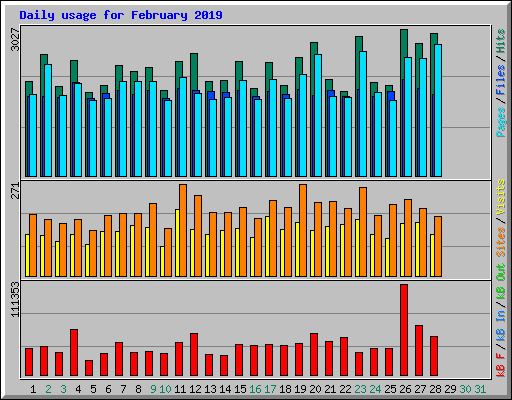 Daily usage for February 2019
3027
Pages / Files / Hits
271
Sites / Visits
111353
kB F / kB In / kB Out
1 2 3 4 5 6 7 8 9 10 11 12 13 14 15 16 17 18 19 20 21 22 23 24 25 26 27 28 29 30 31